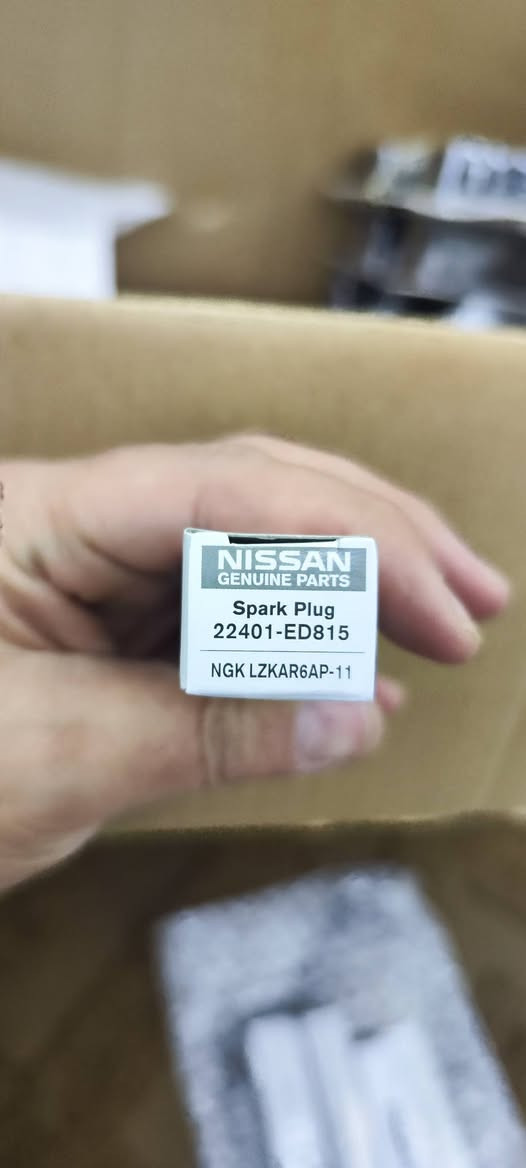 NISSAN
GENUINE PARTS
Spark Plug
22401-ED815
NGK LZKAR6AP-11